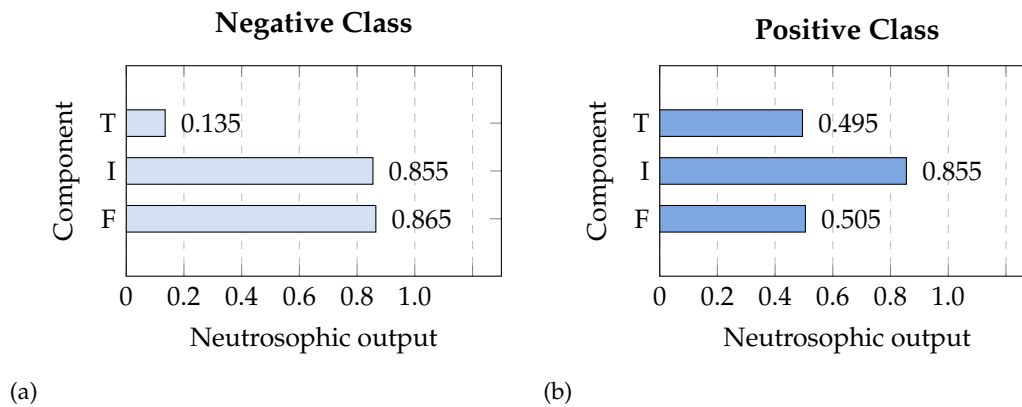 Negative Class
Component
T
0.135
I
0.855
F
0.865
0 0.2 0.4 0.6 0.8 1.0
Neutrosophic output
(a)
Positive Class
Component
T
0.495
I
0.855
F
0.505
0 0.2 0.4 0.6 0.8 1.0
Neutrosophic output
(b)